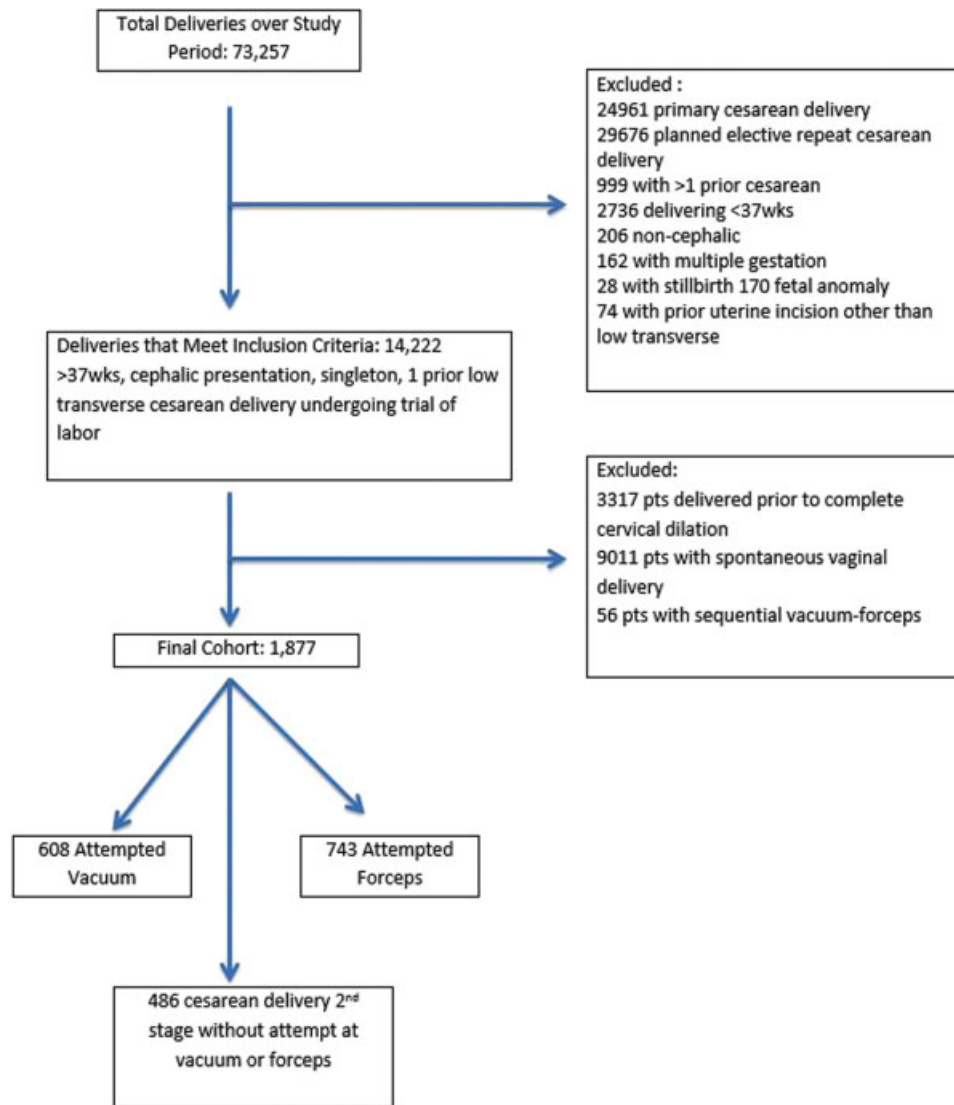 Total Deliveries over Study
Period: 73,257
Excluded :
24961 primary cesarean delivery
29676 planned elective repeat cesarean
delivery
999 with >1 prior cesarean
2736 delivering <37wks
206 non-cephalic
162 with multiple gestation
28 with stillbirth 170 fetal anomaly
74 with prior uterine incision other than
low transverse
Deliveries that Meet Inclusion Criteria: 14,222
>37wks, cephalic presentation, singleton, 1 prior low
transverse cesarean delivery undergoing trial of
labor
Excluded:
3317 pts delivered prior to complete
cervical dilation
9011 pts with spontaneous vaginal
delivery
56 pts with sequential vacuum-forceps
Final Cohort: 1,877
608 Attempted
Vacuum
743 Attempted
Forceps
486 cesarean delivery 2nd
stage without attempt at
vacuum or forceps